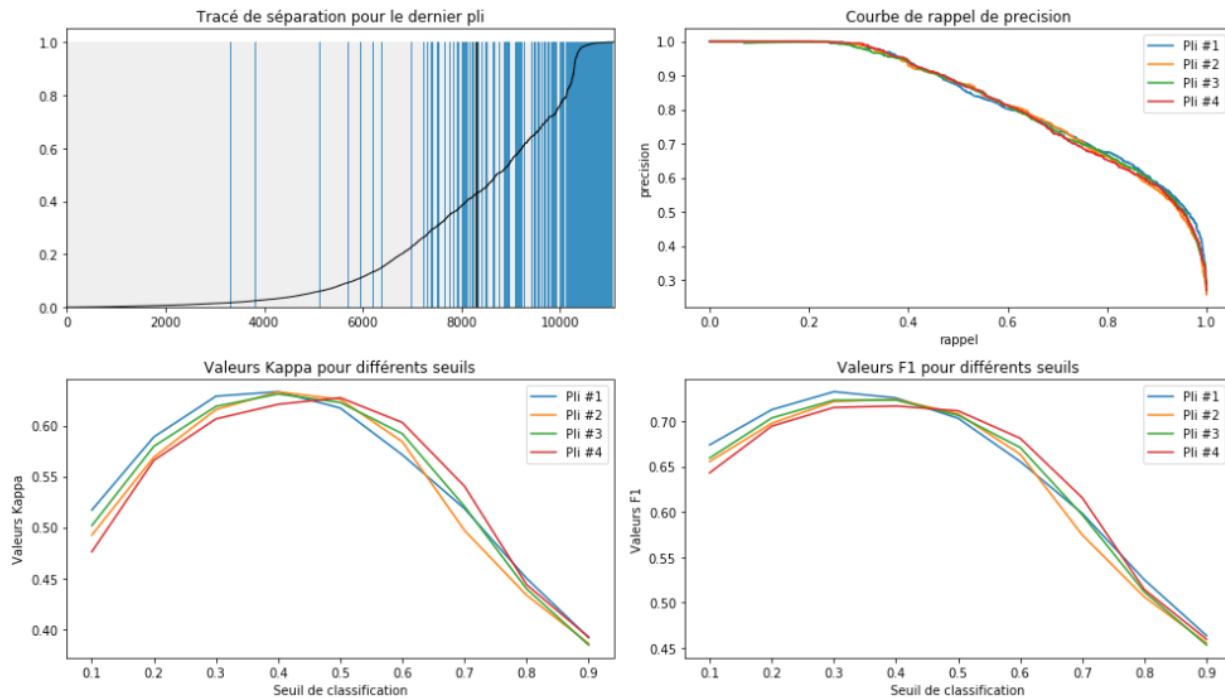 Tracé de séparation pour le dernier pli
1.0
0.8
0.6
0.4
0.2
0.0
0 2000 4000 6000 8000 10000
Courbe de rappel de precision
precision
1.0
0.9
0.8
0.7
0.6
0.5
0.4
0.3
Pli #1
Pli #2
Pli #3
Pli #4
0.0 0.2 0.4 0.6 0.8 1.0
rappel
Valeurs Kappa pour différents seuils
Valeurs Kappa
0.60
0.55
0.50
0.45
0.40
Pli #1
Pli #2
Pli #3
Pli #4
0.1 0.2 0.3 0.4 0.5 0.6 0.7 0.8 0.9
Seuil de classification
Valeurs F1 pour différents seuils
Valeurs F1
0.70
0.65
0.60
0.55
0.50
0.45
Pli #1
Pli #2
Pli #3
Pli #4
0.1 0.2 0.3 0.4 0.5 0.6 0.7 0.8 0.9
Seuil de classification